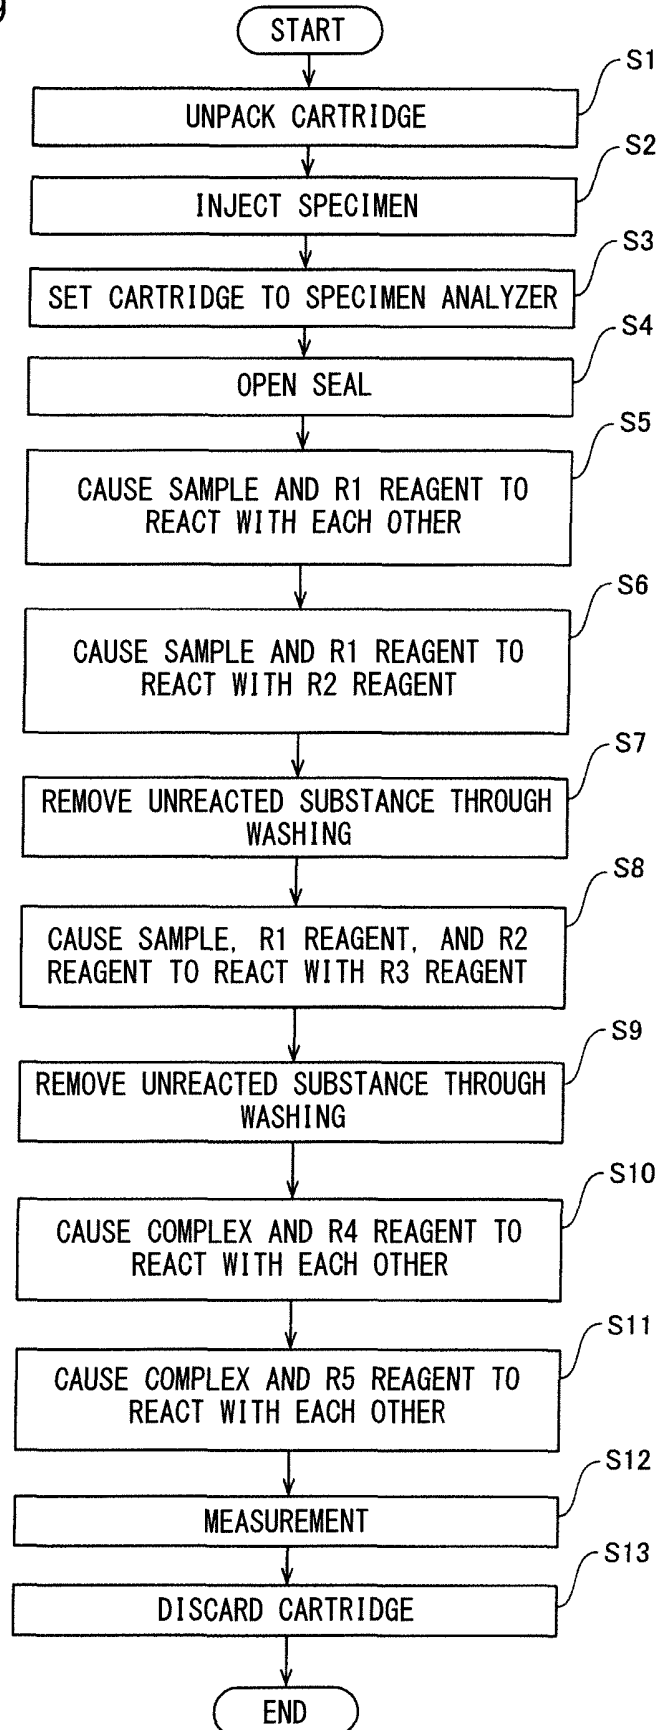 START
S1
UNPACK CARTRIDGE
S2
INJECT SPECIMEN
S3
SET CARTRIDGE TO SPECIMEN ANALYZER
S4
OPEN SEAL
S5
CAUSE SAMPLE AND R1 REAGENT TO
REACT WITH EACH OTHER
S6
CAUSE SAMPLE AND R1 REAGENT TO
REACT WITH R2 REAGENT
S7
REMOVE UNREACTED SUBSTANCE THROUGH
WASHING
S8
CAUSE SAMPLE, R1 REAGENT, AND R2
REAGENT TO REACT WITH R3 REAGENT
S9
REMOVE UNREACTED SUBSTANCE THROUGH
WASHING
S10
CAUSE COMPLEX AND R4 REAGENT TO
REACT WITH EACH OTHER
S11
CAUSE COMPLEX AND R5 REAGENT TO
REACT WITH EACH OTHER
S12
MEASUREMENT
S13
DISCARD CARTRIDGE
END